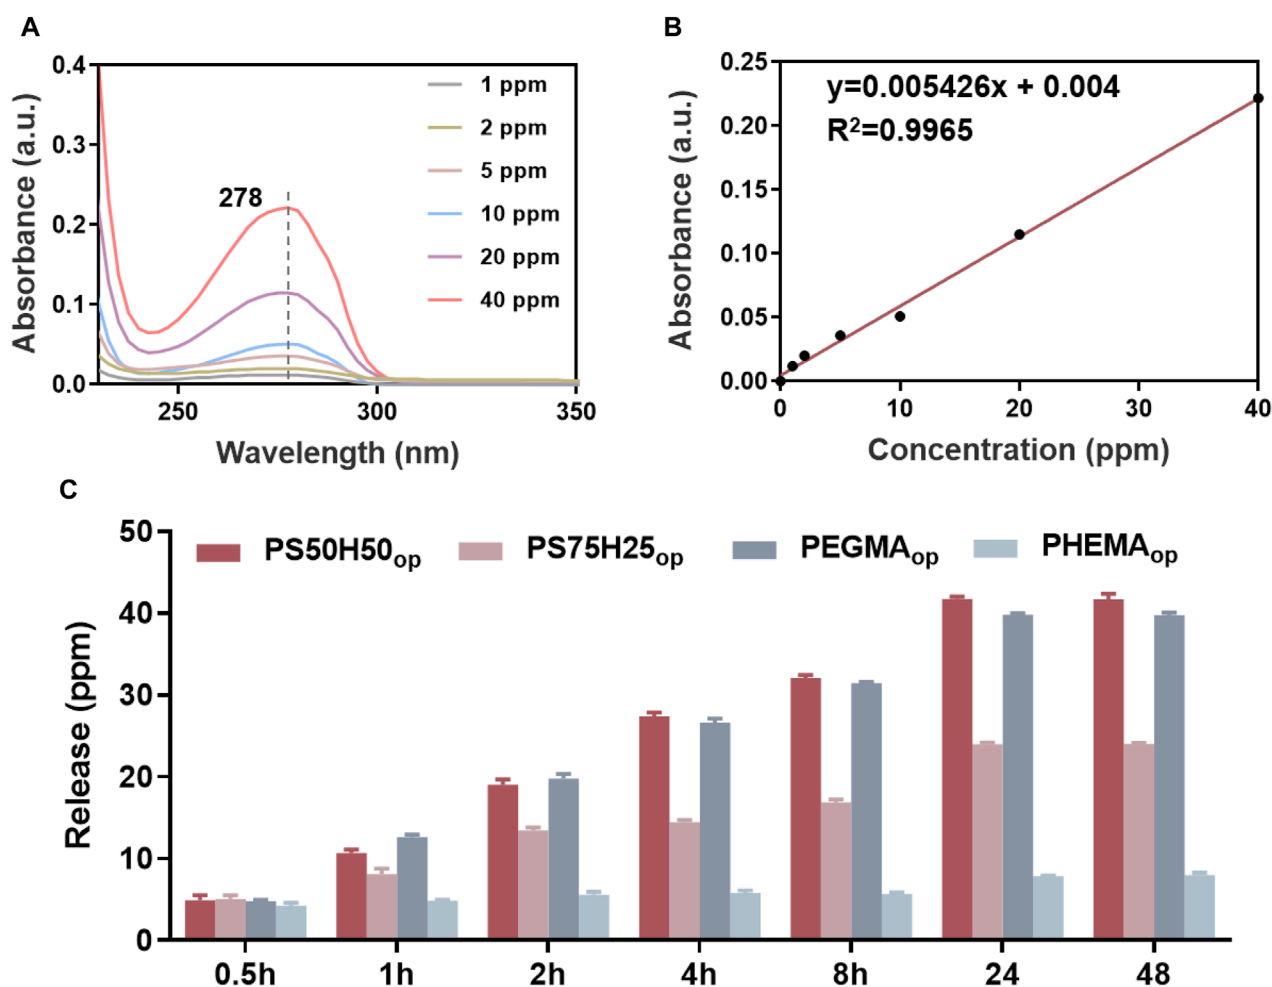 A
0.4
0.3
0.2
0.1
0.0
Absorbance (a.u.)
278
1 ppm
2 ppm
5 ppm
10 ppm
20 ppm
40 ppm
250
300
350
Wavelength (nm)
B
0.25
0.20
0.15
0.10
0.05
0.00
Absorbance (a.u.)
y=0.005426x + 0.004
R²=0.9965
0
10
20
30
40
Concentration (ppm)
C
50
40
30
20
10
0
Release (ppm)
PS50H50op
PS75H25op
PEGMAop
PHEMAop
0.5h
1h
2h
4h
8h
24
48